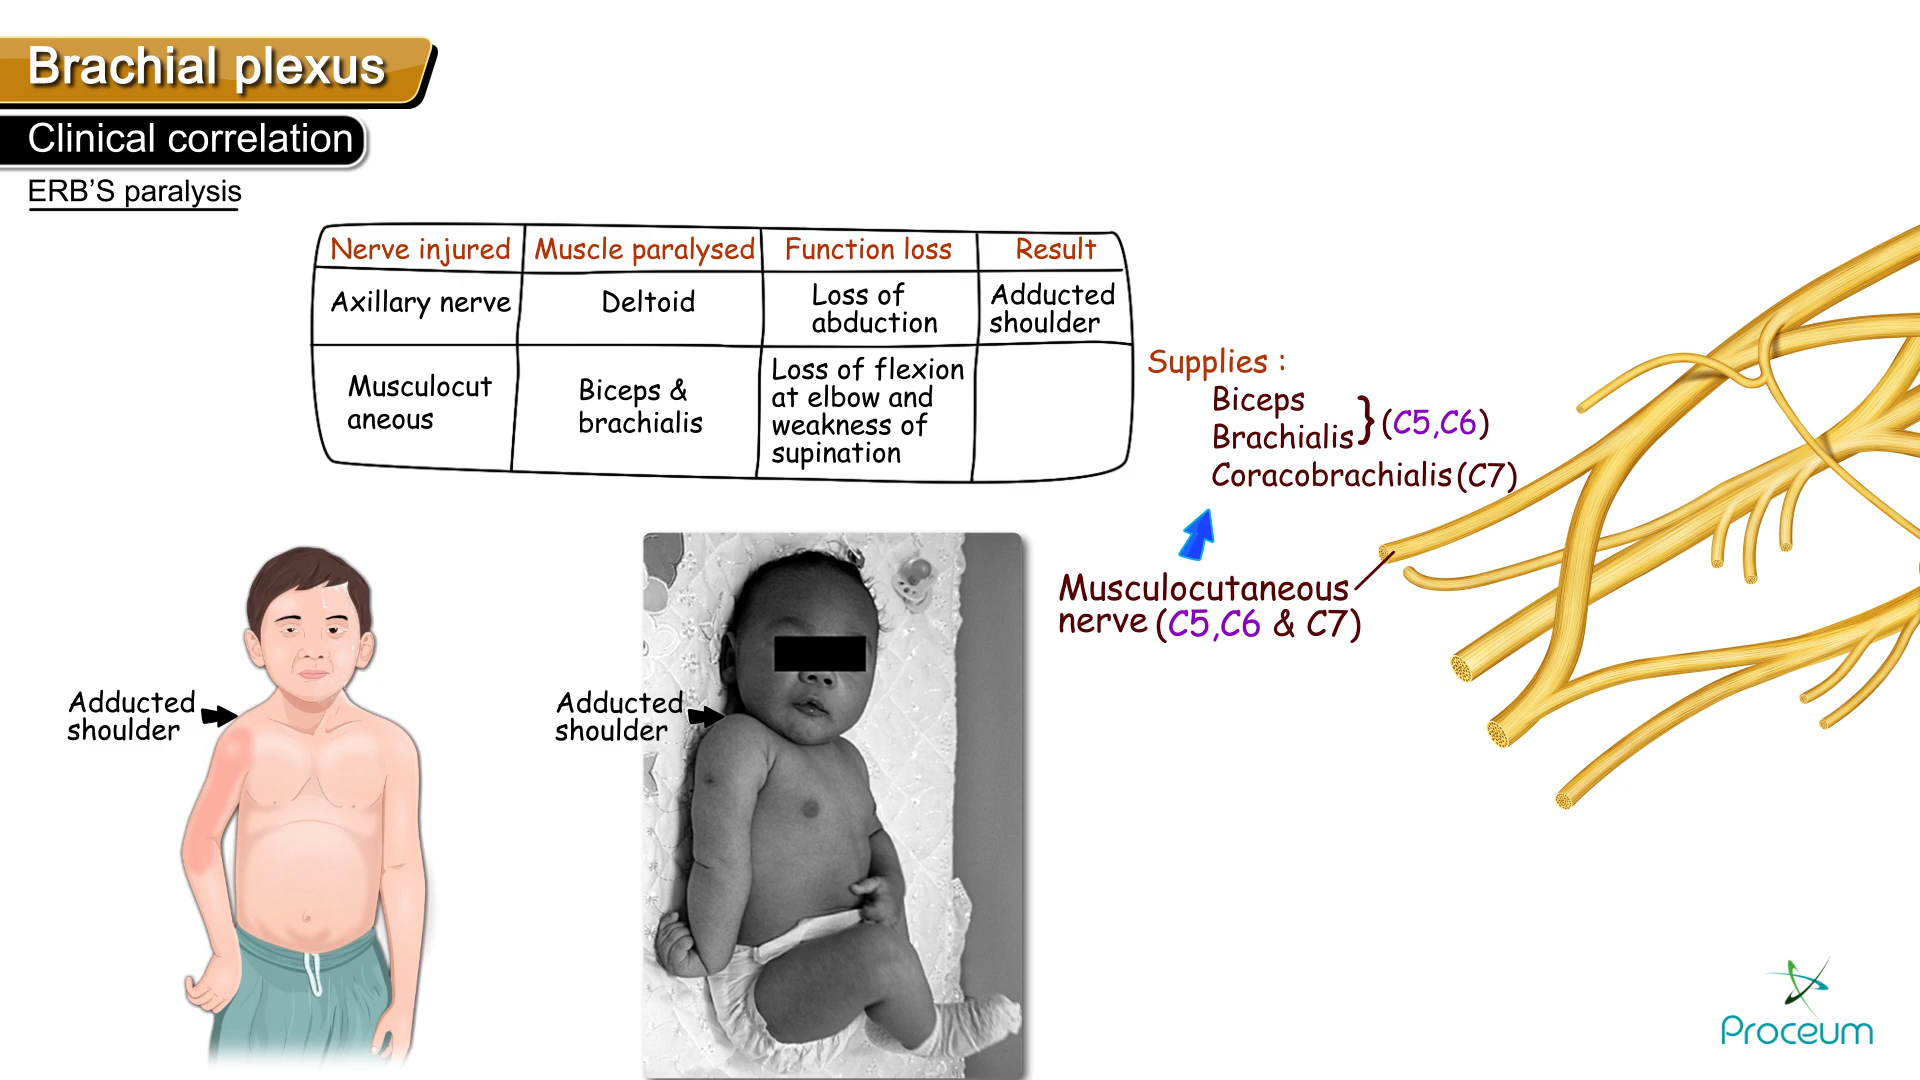 Brachial plexus
Clinical correlation
ERB'S paralysis
Nerve injured
Muscle paralysed
Function loss
Result
Axillary nerve
Deltoid
Loss of
abduction
Adducted
shoulder
Musculocut
aneous
Biceps &
brachialis
Loss of flexion
at elbow and
weakness of
supination
Supplies :
Biceps
Brachialis } (C5,C6)
Coracobrachialis (C7)
Musculocutaneous
nerve (C5,C6 & C7)
Adducted
shoulder
Adducted
shoulder
Proceum